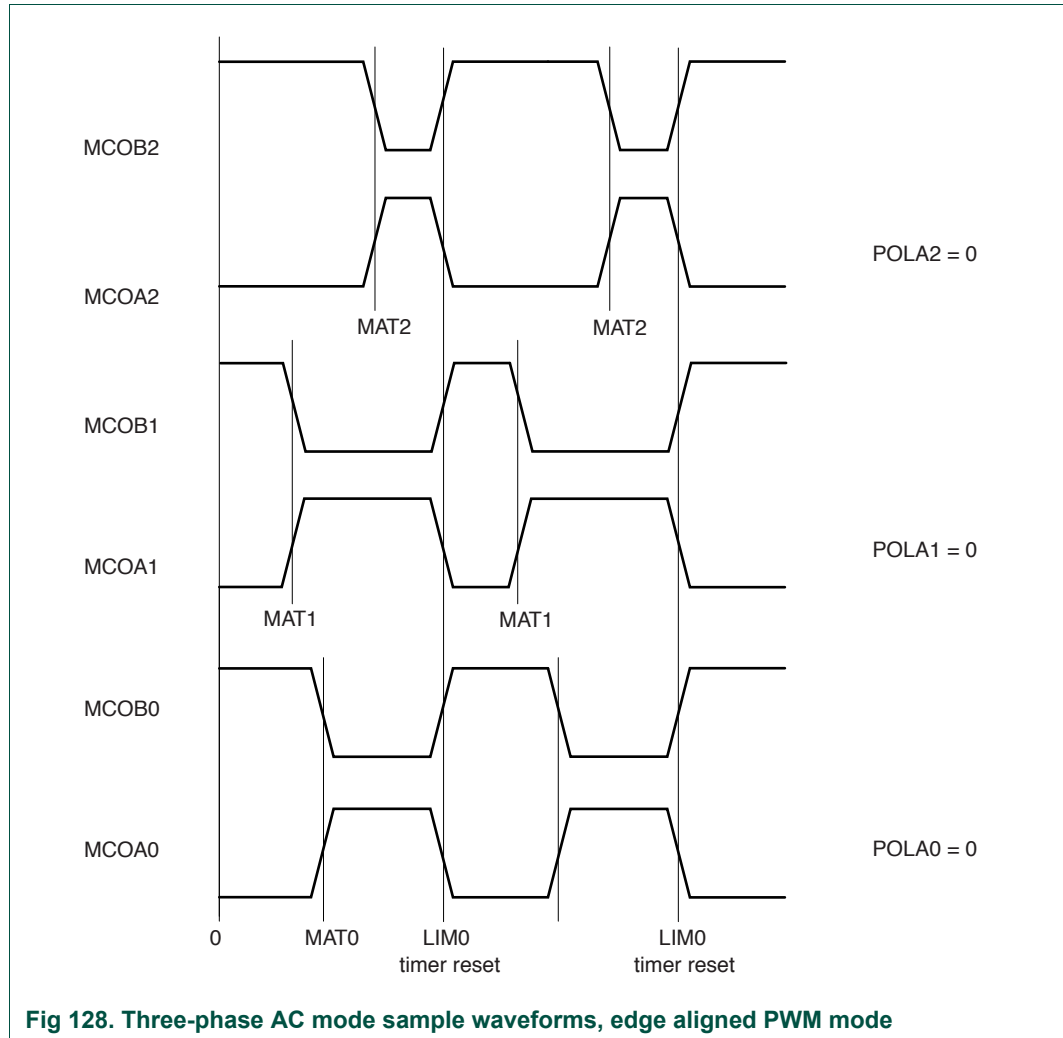 MCOB2
POLA2 = 0
MCOA2
MAT2
MAT2
MCOB1
MCOA1
POLA1 = 0
MAT1
MAT1
MCOB0
MCOA0
POLA0 = 0
0
MAT0
LIM0
timer reset
LIM0
timer reset
Fig 128. Three-phase AC mode sample waveforms, edge aligned PWM mode